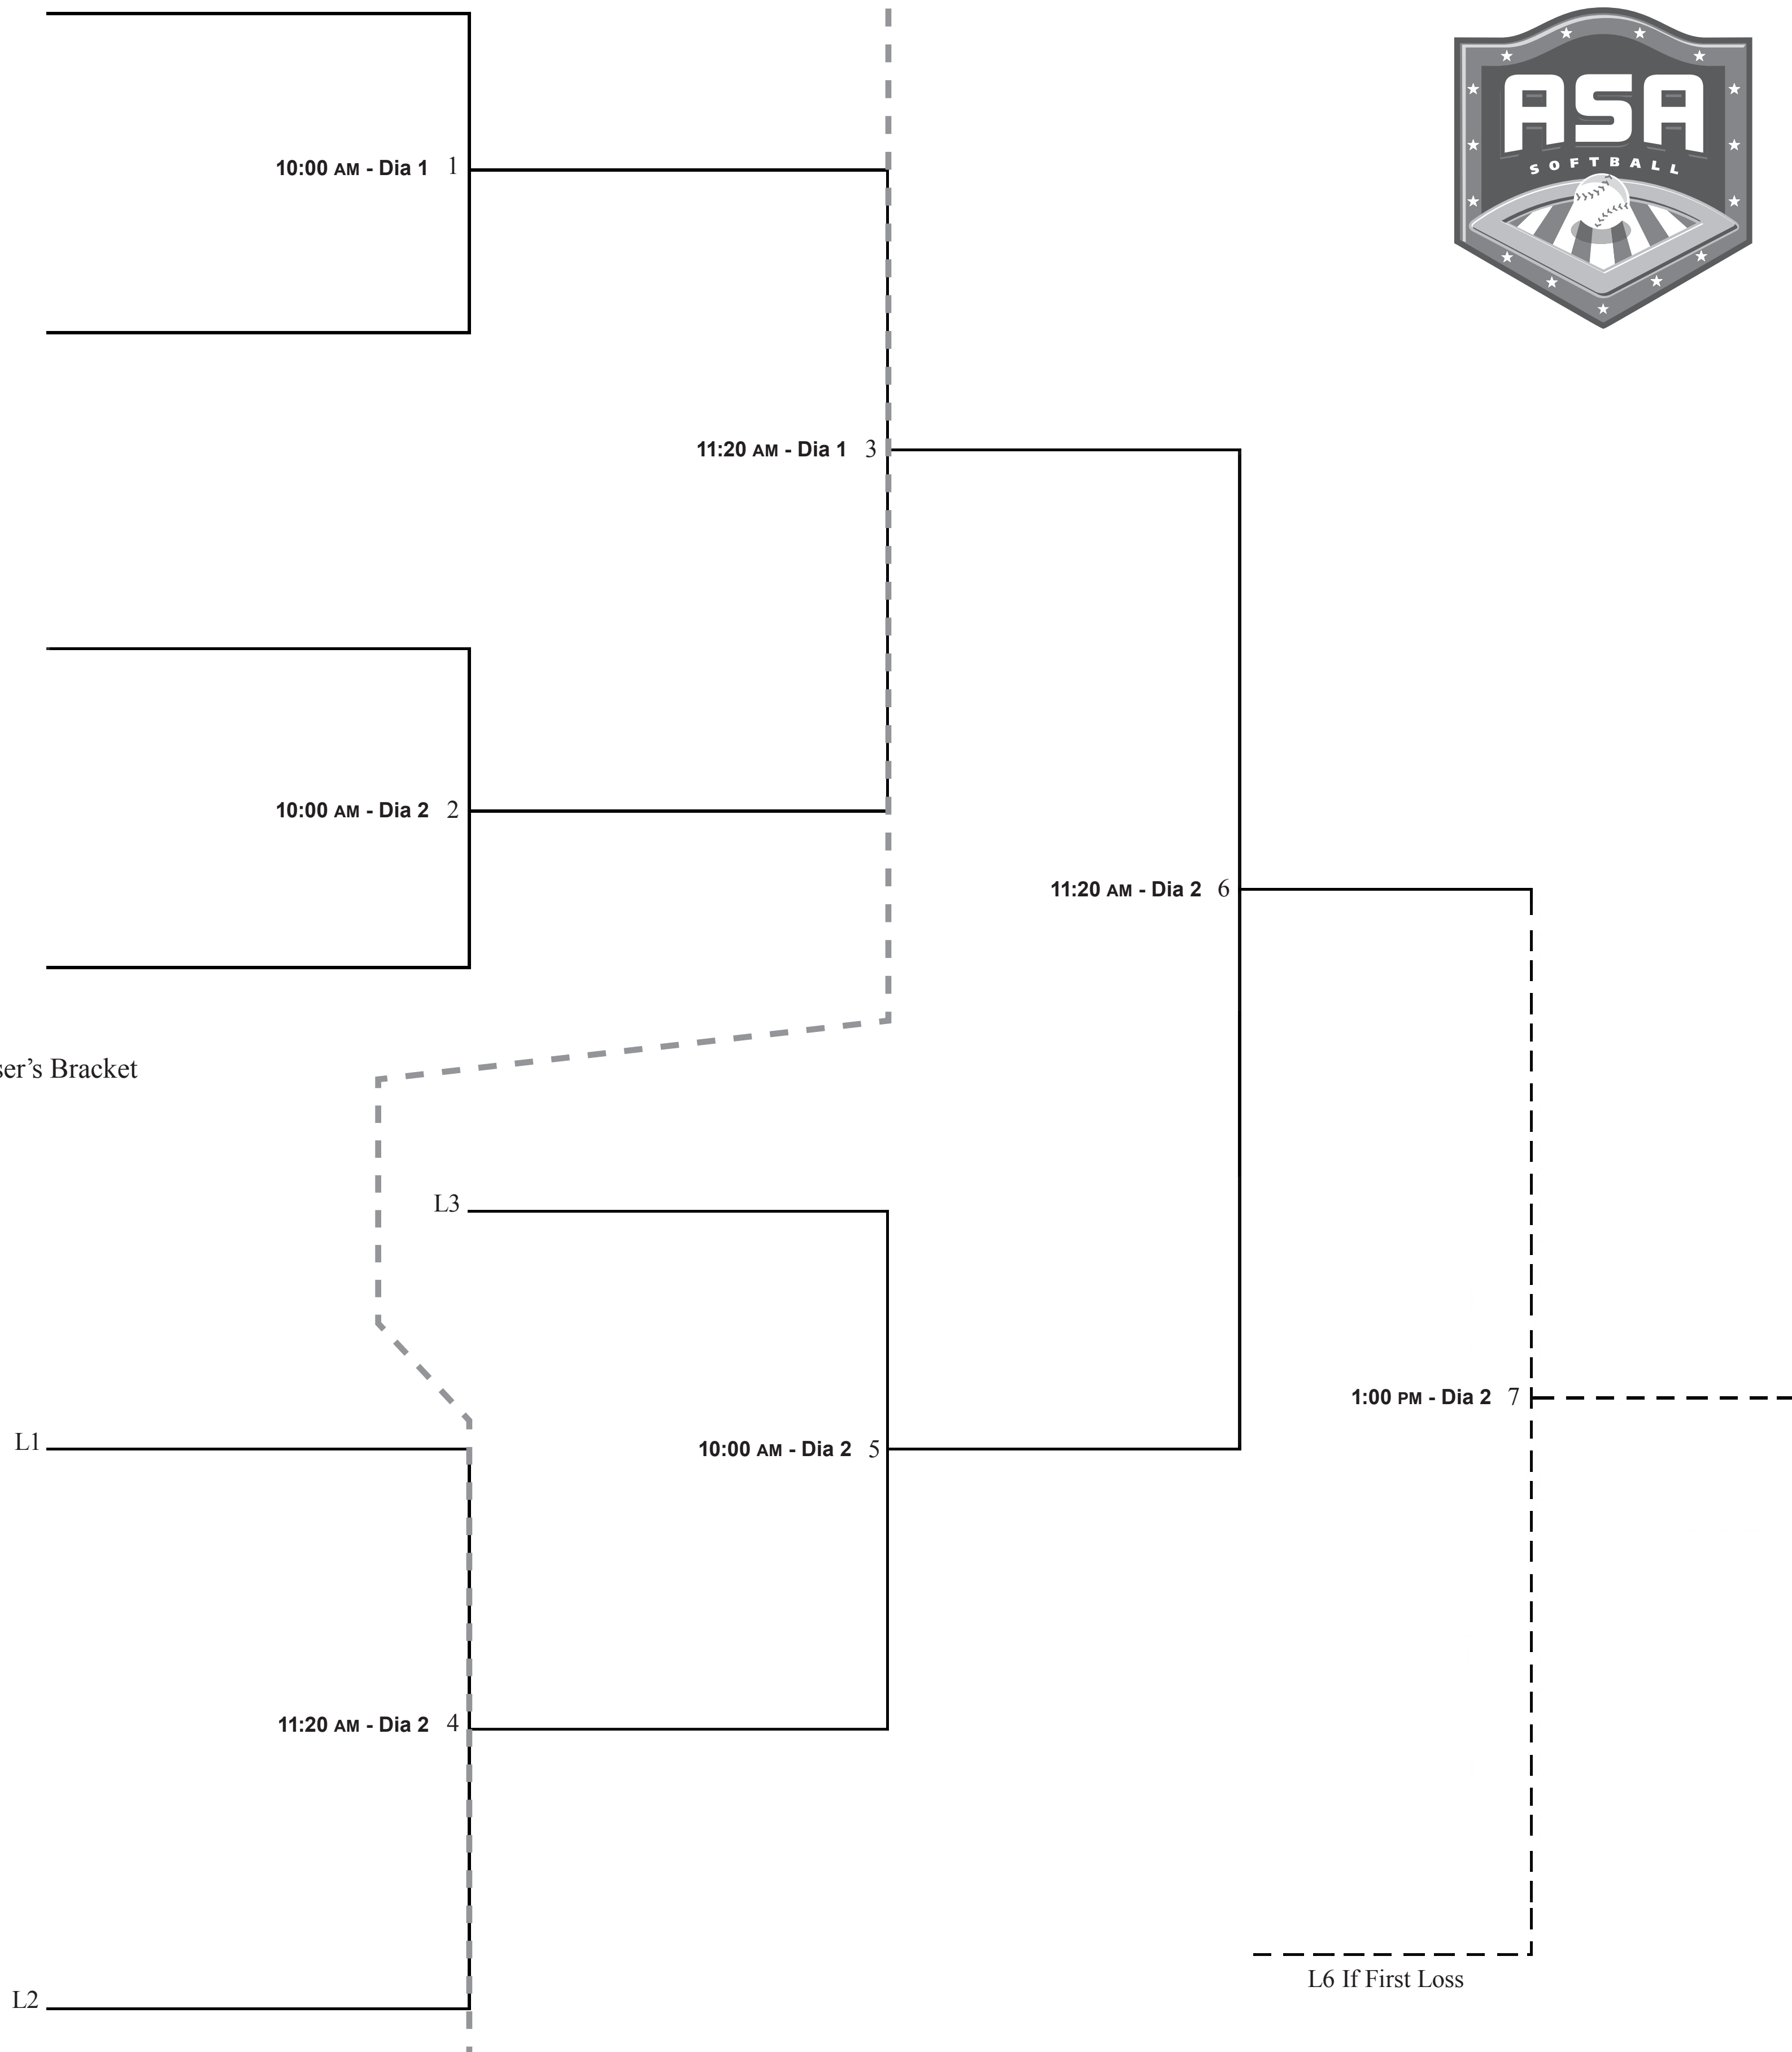 ASA
SOFTBALL
10:00 AM - Dia 1 1
11:20 AM - Dia 1 3
10:00 AM - Dia 2 2
11:20 AM - Dia 2 6
ser’s Bracket
L3
1:00 PM - Dia 2 7
L1
10:00 AM - Dia 2 5
11:20 AM - Dia 2 4
L6 If First Loss
L2